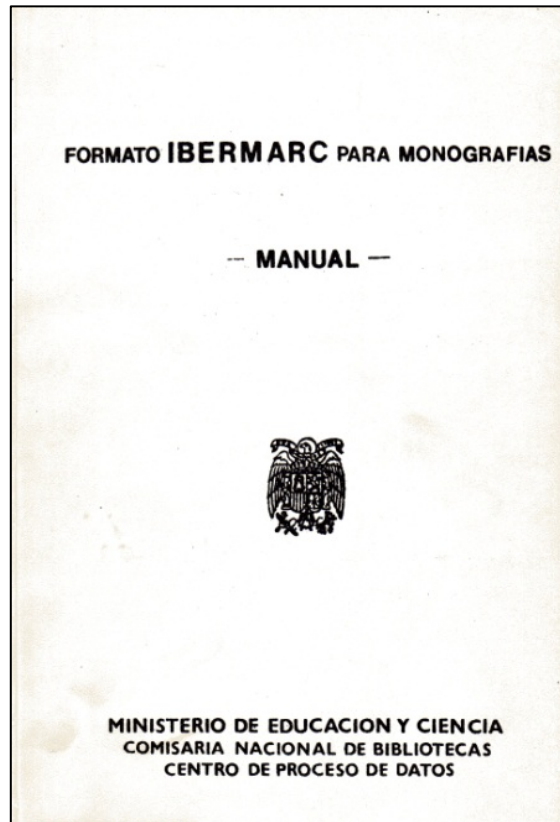 FORMATO IBERMARC PARA MONOGRAFIAS
— MANUAL —
MINISTERIO DE EDUCACION Y CIENCIA
COMISARIA NACIONAL DE BIBLIOTECAS
CENTRO DE PROCESO DE DATOS